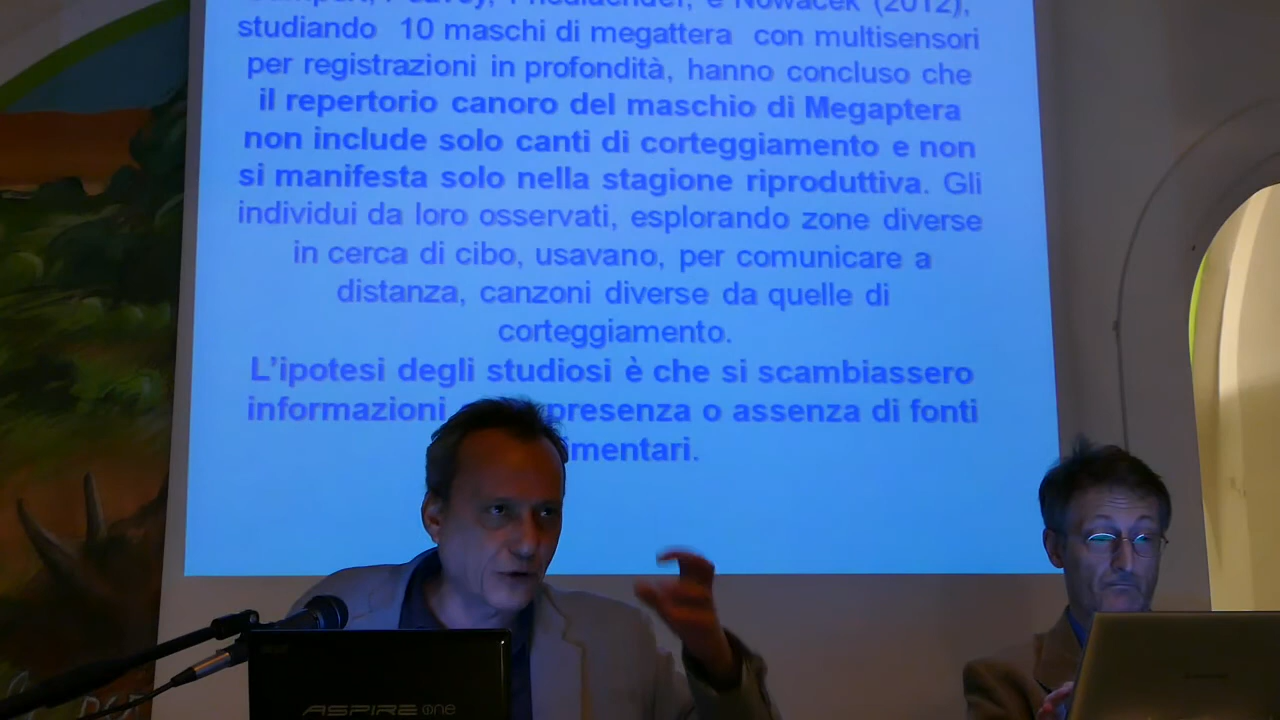 e Nowacek (2012),
studiando 10 maschi di megattera con multisensori
per registrazioni in profondità, hanno concluso che
il repertorio canoro del maschio di Megaptera
non include solo canti di corteggiamento e non
si manifesta solo nella stagione riproduttiva. Gli
individui da loro osservati, esplorando zone diverse
in cerca di cibo, usavano, per comunicare a
distanza, canzoni diverse da quelle di
corteggiamento.
L'ipotesi degli studiosi è che si scambiassero
informazioni presenza o assenza di fonti
imentari.
ASPIRE one